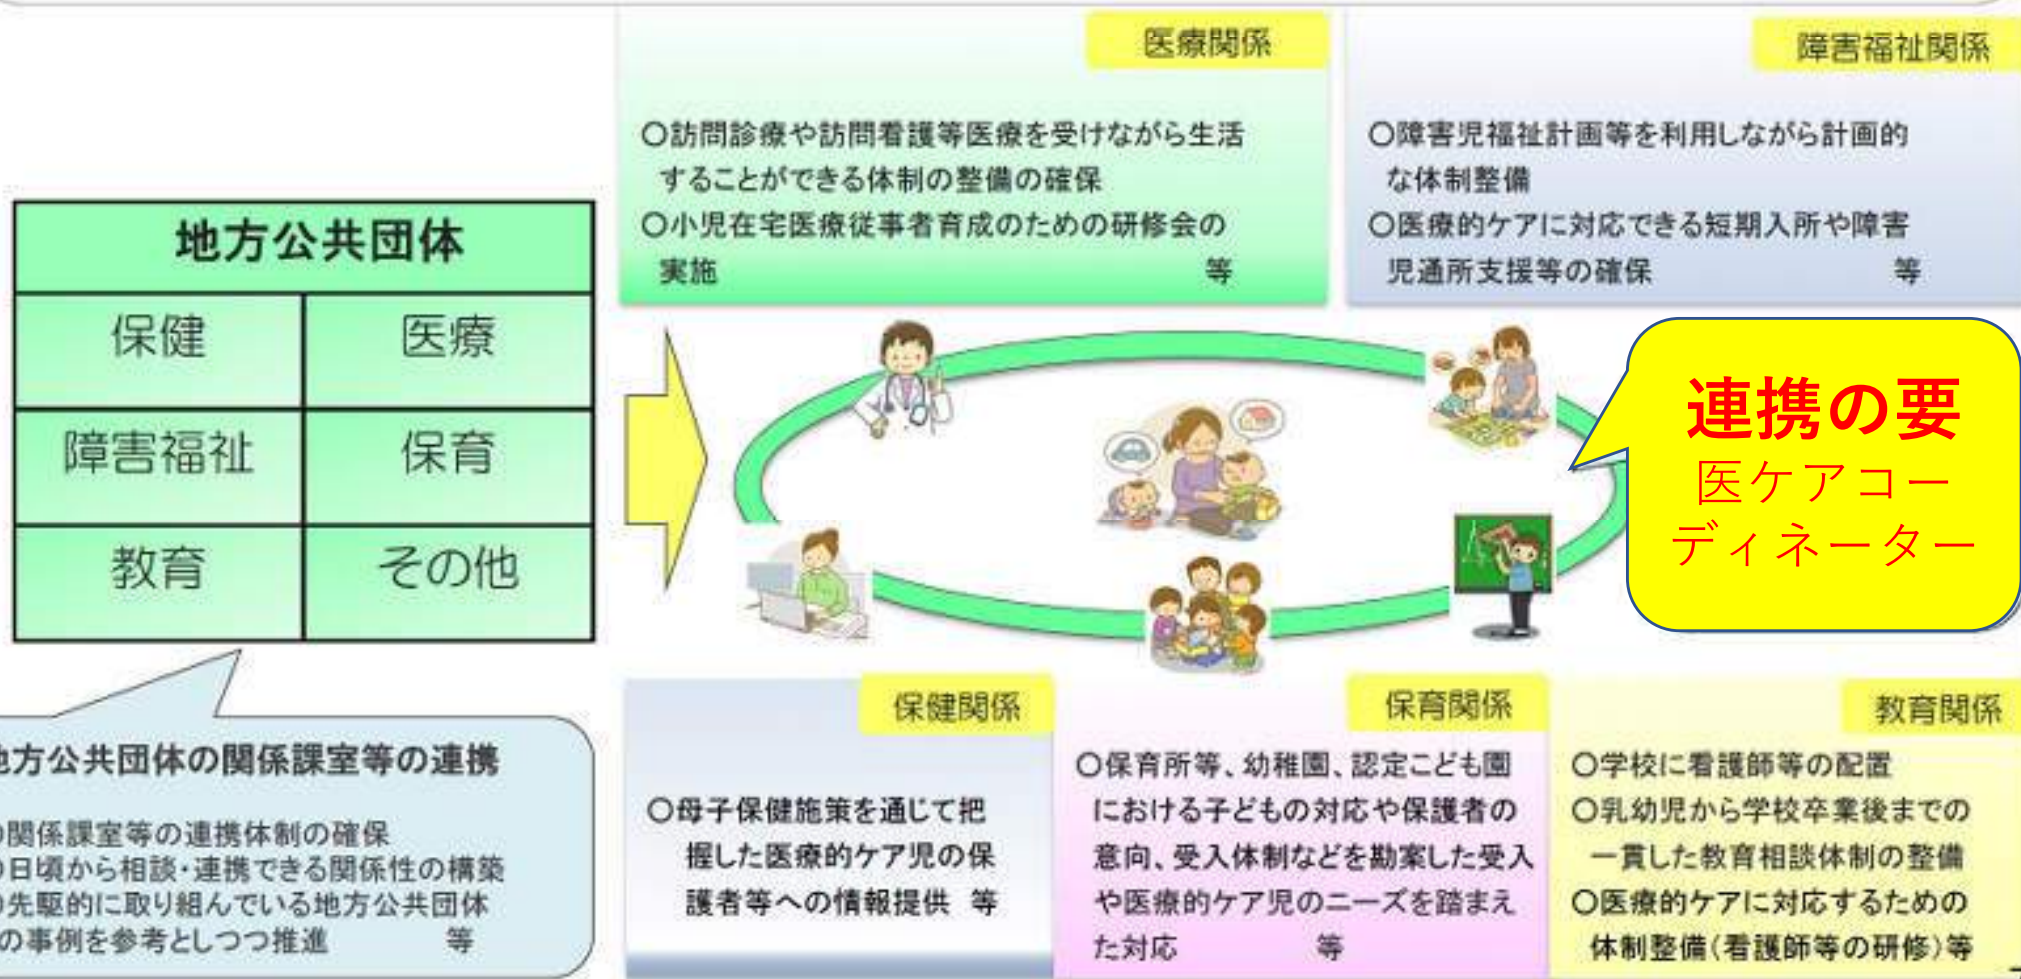 医療関係
○訪問診療や訪問看護等医療を受けながら生活
することができる体制の整備の確保
○小児在宅医療従事者育成のための研修会の
実施 等
障害福祉関係
○障害児福祉計画等を利用しながら計画的
な体制整備
○医療的ケアに対応できる短期入所や障害
児通所支援等の確保 等
地方公共団体
保健 医療
障害福祉 保育
教育 その他
連携の要
医ケアコー
ディネーター
地方公共団体の関係課室等の連携
○関係課室等の連携体制の確保
○日頃から相談・連携できる関係性の構築
○先駆的に取り組んでいる地方公共団体
の事例を参考としつつ推進 等
保健関係
○母子保健施策を通じて把
握した医療的ケア児の保
護者等への情報提供 等
保育関係
○保育所等、幼稚園、認定こども園
における子どもの対応や保護者の
意向、受入体制などを勘案した受入
や医療的ケア児のニーズを踏まえ
た対応 等
教育関係
○学校に看護師等の配置
○乳幼児から学校卒業後までの
一貫した教育相談体制の整備
○医療的ケアに対応するための
体制整備(看護師等の研修)等